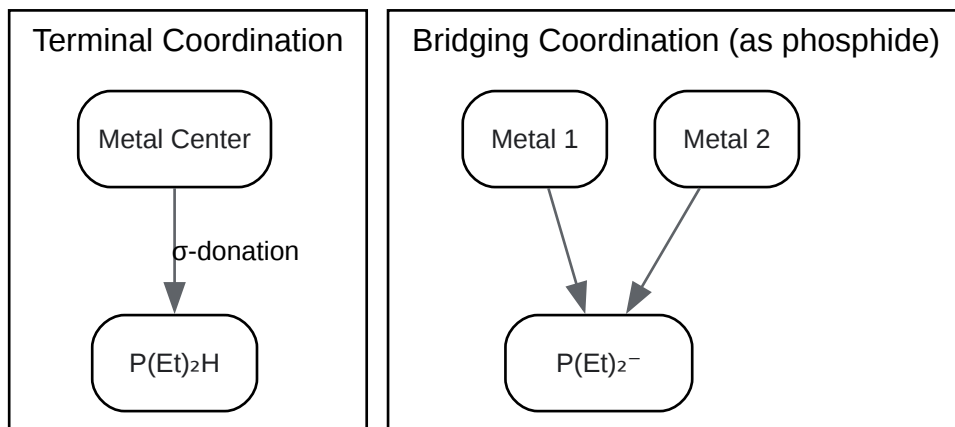 Terminal Coordination
Metal Center
σ-donation
P(Et)₂H
Bridging Coordination (as phosphide)
Metal 1
Metal 2
P(Et)₂⁻